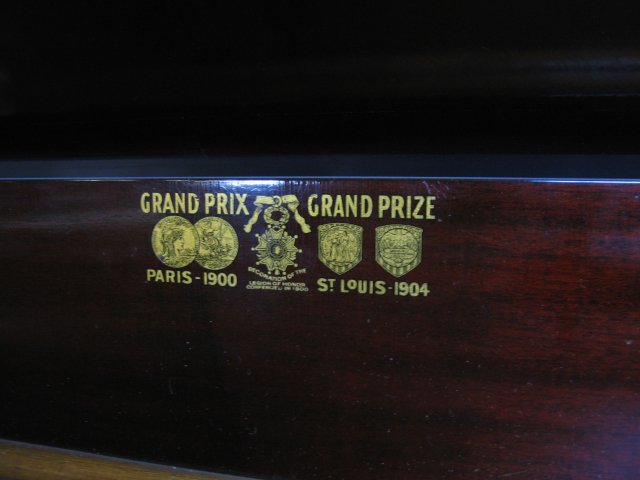 GRAND PRIX GRAND PRIZE
PARIS - 1900
DECORATION OF THE
LEGION OF HONOR
CONFERRED IN 1900
ST LOUIS - 1904